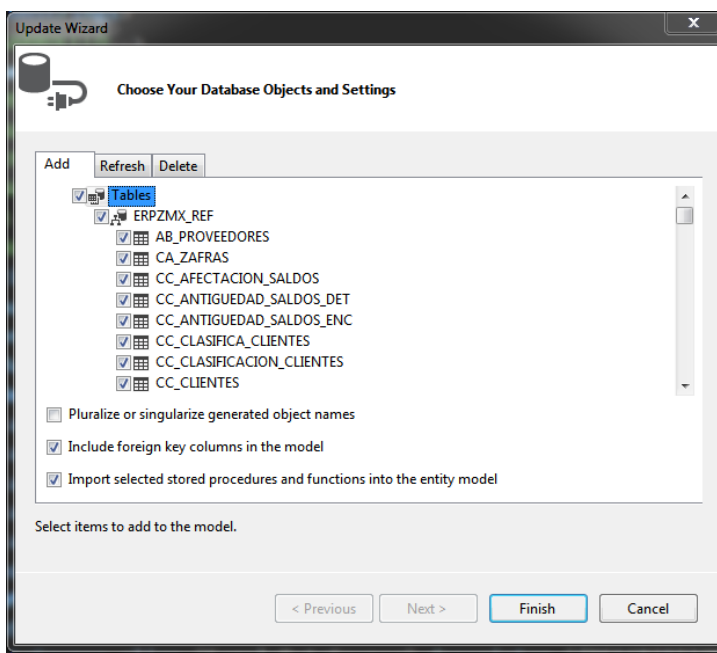 Update Wizard
x
Choose Your Database Objects and Settings
Add Refresh Delete
Tables
ERPZMX_REF
AB_PROVEEDORES
CA_ZAFRAS
CC_AFECTACION_SALDOS
CC_ANTIGUEDAD_SALDOS_DET
CC_ANTIGUEDAD_SALDOS_ENC
CC_CLASIFICA_CLIENTES
CC_CLASIFICACION_CLIENTES
CC_CLIENTES
Pluralize or singularize generated object names
Include foreign key columns in the model
Import selected stored procedures and functions into the entity model
Select items to add to the model.
< Previous Next > Finish Cancel